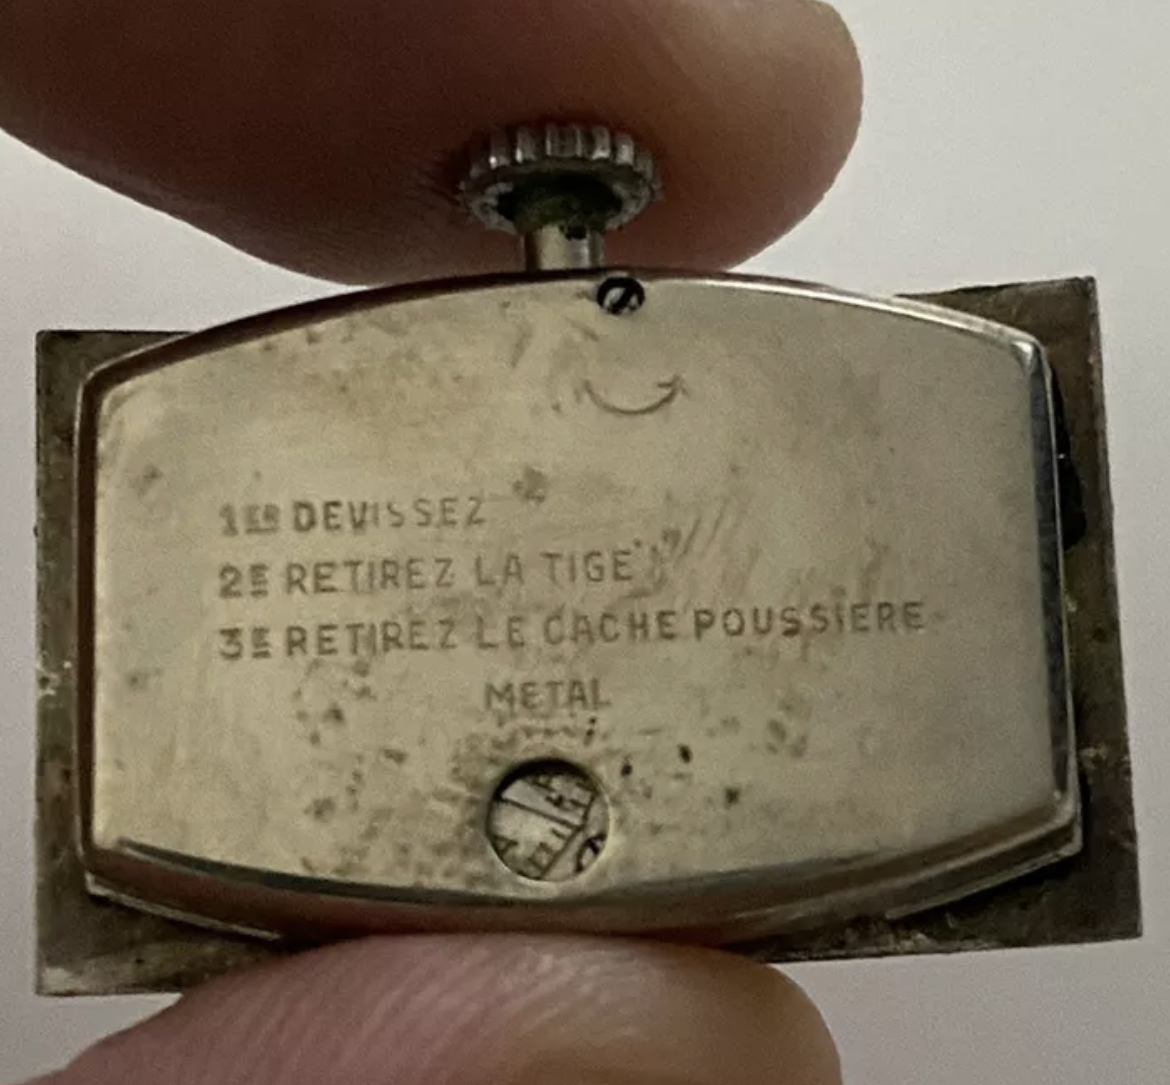 1ER DEVISSEZ
2E RETIREZ LA TIGE
3E RETIREZ LE CACHE POUSSIERE
METAL